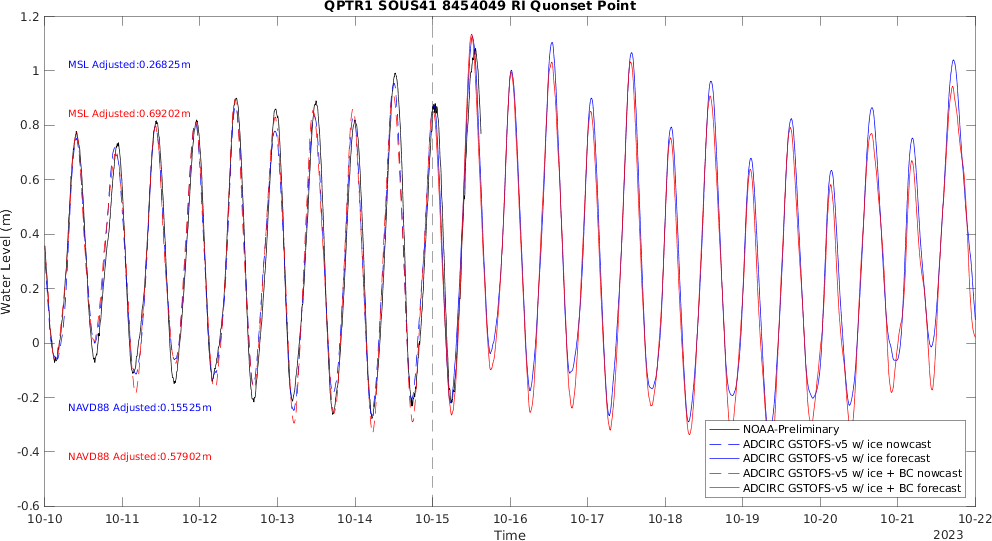 QPTR1 SOUS41 8454049 RI Quonset Point
1.2
1
0.8
0.6
0.4
0.2
0
-0.2
-0.4
-0.6
Water Level (m)
MSL Adjusted:0.26825m
MSL Adjusted:0.69202m
NAVD88 Adjusted:0.15525m
NAVD88 Adjusted:0.57902m
NOAA-Preliminary
ADCIRC GSTOFS-v5 w/ ice nowcast
ADCIRC GSTOFS-v5 w/ ice forecast
ADCIRC GSTOFS-v5 w/ ice + BC nowcast
ADCIRC GSTOFS-v5 w/ ice + BC forecast
10-10 10-11 10-12 10-13 10-14 10-15 10-16 10-17 10-18 10-19 10-20 10-21 10-22
Time
2023